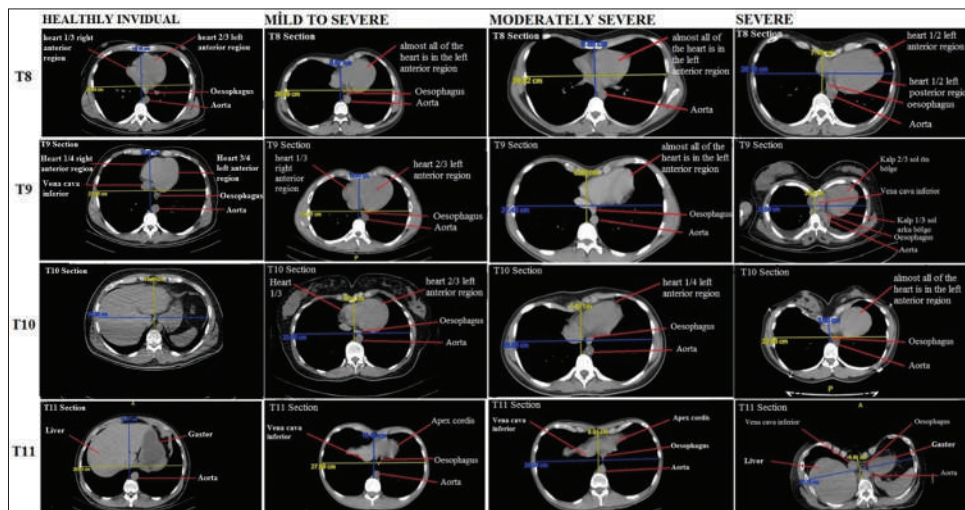 HEALTHLY INVIDUAL
MİLD TO SEVERE
MODERATELY SEVERE
SEVERE
T8
heart 1/3 right
anterior
region
heart 2/3 left
anterior region
Oesophagus
Aorta
T8 Section
almost all of the
heart is in the left
anterior region
Oesophagus
Aorta
T8 Section
almost all of
the heart is in
the left
anterior region
Aorta
T8 Section
heart 1/2 left
anterior region
heart 1/2 left
posterior regio
oesophagus
Aorta
T9
T9 Section
Heart 1/4 right
anterior region
Vena cava
inferior
Heart 3/4
left anterior
region
Oesophagus
Aorta
T9 Section
heart 1/3
right
anterior
region
heart 2/3 left
anterior region
Oesophagus
Aorta
P
T9 Section
almost all of the
heart is in the left
anterior region
Oesophagus
Aorta
T9 Section
Kalp 2/3 sol ön
bölge
Vena cava inferior
Kalp 1/3 sol
arka bölge
Oesophagus
Aorta
T10
T10 Section
T10 Section
Heart
1/3
heart 2/3 left
anterior region
Oesophagus
Aorta
T10 Section
heart 1/4 left
anterior region
Oesophagus
Aorta
T10 Section
almost all of the
heart is in the left
anterior region
Oesophagus
Aorta
P
T11
T11 Section
A
Liver
Gaster
Aorta
T11 Section
Vena cava
inferior
Apex cordis
Oesophagus
Aorta
T11 Section
Vena cava
inferior
Apex cordis
Oesophagus
Aorta
T11 Section
A
Vena cava inferior
Oesophagus
Gaster
Liver
Aorta